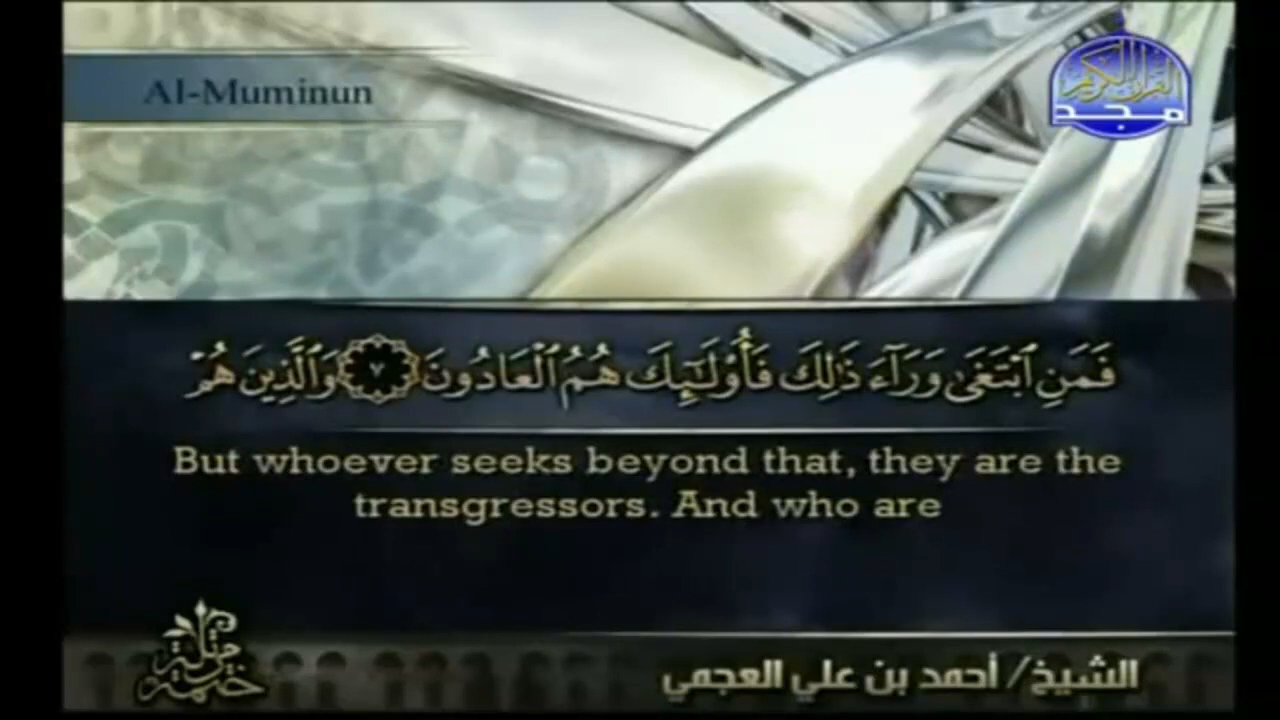 Al-Muminun
القرآن الكريم
مجد
فَمَنِ ٱبْتَغَىٰ وَرَآءَ ذَٰلِكَ فَأُو۟لَـٰٓئِكَ هُمُ ٱلْعَادُونَ ٧ وَٱلَّذِينَ هُمْ
But whoever seeks beyond that, they are the
transgressors. And who are
ختمة مرتلة
الشيخ/ أحمد بن علي العجمي